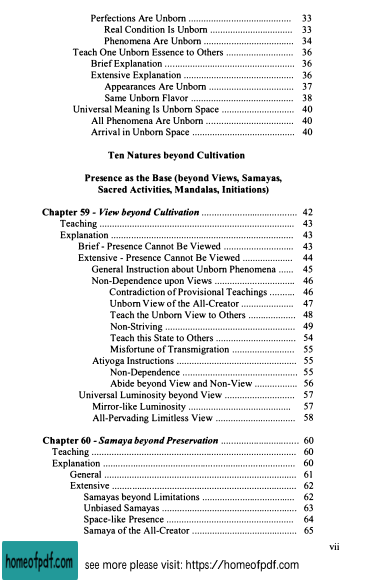 Perfections Are Unborn ........................................ 33
Real Condition Is Unborn ................................ 33
Phenomena Are Unborn ................................... 34
Teach One Unborn Essence to Others .......................... 36
Brief Explanation .................................................. 36
Extensive Explanation ........................................... 36
Appearances Are Unborn ................................. 37
Same Unborn Flavor ........................................ 38
Universal Meaning Is Unborn Space ............................ 40
All Phenomena Are Unborn ................................... 40
Arrival in Unborn Space ........................................ 40
Ten Natures beyond Cultivation
Presence as the Base (beyond Views, Samayas,
Sacred Activities, Mandalas, Initiations)
Chapter 59 - View beyond Cultivation ..................................... 42
Teaching ........................................................................... 43
Explanation ...................................................................... 43
Brief - Presence Cannot Be Viewed ........................... 43
Extensive - Presence Cannot Be Viewed .................... 44
General Instruction about Unborn Phenomena ...... 45
Non-Dependence upon Views ............................... 46
Contradiction of Provisional Teachings .......... 46
Unborn View of the All-Creator ..................... 47
Teach the Unborn View to Others .................. 48
Non-Striving .................................................. 49
Teach this State to Others ............................... 54
Misfortune of Transmigration ........................ 55
Atiyoga Instructions .............................................. 55
Non-Dependence ............................................ 55
Abide beyond View and Non-View ................ 56
Universal Luminosity beyond View ........................... 57
Mirror-like Luminosity ........................................ 57
All-Pervading Limitless View ............................... 58
Chapter 60 - Samaya beyond Preservation .............................. 60
Teaching ............................................................................... 60
Explanation .......................................................................... 60
General ........................................................................... 61
Extensive ........................................................................ 62
Samayas beyond Limitations ................................... 62
Unbiased Samayas .................................................... 63
Space-like Presence ................................................. 64
Samaya of the All-Creator ........................................ 65
vii
homeofpdf.com see more please visit: https://homeofpdf.com